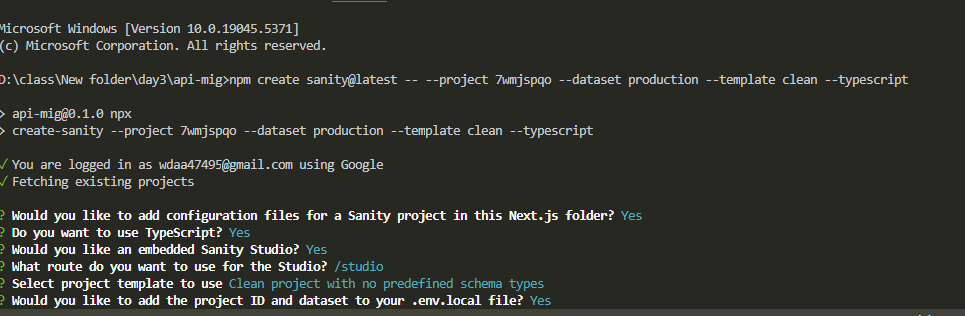 Microsoft Windows [Version 10.0.19045.5371]
(c) Microsoft Corporation. All rights reserved.
D:\class\New folder\day3\api-mig>npm create sanity@latest -- --project 7wmjspqo --dataset production --template clean --typescript
> api-mig@0.1.0 npx
> create-sanity --project 7wmjspqo --dataset production --template clean --typescript
✓ You are logged in as wdaa47495@gmail.com using Google
✓ Fetching existing projects
? Would you like to add configuration files for a Sanity project in this Next.js folder? Yes
? Do you want to use TypeScript? Yes
? Would you like an embedded Sanity Studio? Yes
? What route do you want to use for the Studio? /studio
? Select project template to use Clean project with no predefined schema types
? Would you like to add the project ID and dataset to your .env.local file? Yes